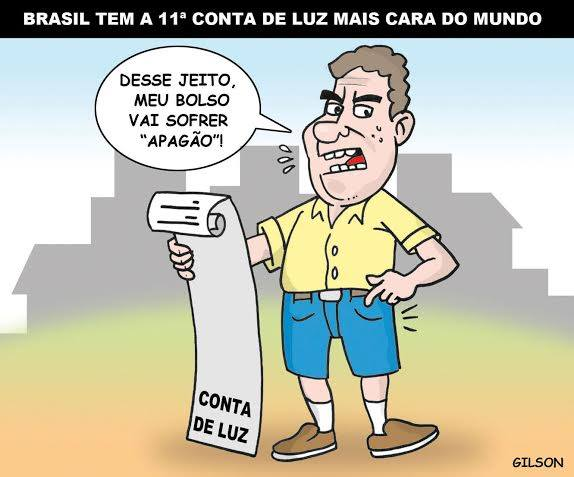 BRASIL TEM A 11ª CONTA DE LUZ MAIS CARA DO MUNDO
DESSE JEITO,
MEU BOLSO
VAI SOFRER
“APAGÃO”!
CONTA
DE LUZ
GILSON